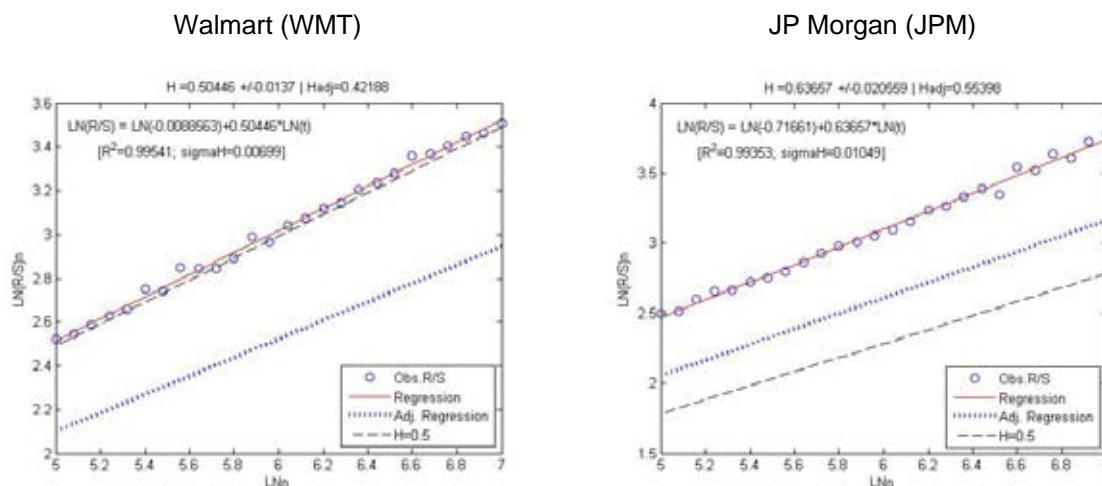 Walmart (WMT)
H =0.50446 +/-0.0137 | Hadj=0.42188
3.6
LN(R/S) = LN(-0.0088563)+0.50446*LN(t)
[R²=0.99541; sigmaH=0.00699]
3.4
3.2
3
2.8
2.6
2.4
2.2
2
LN(R/S)n
Obs.R/S
Regression
Adj. Regression
H=0.5
5 5.2 5.4 5.6 5.8 6 6.2 6.4 6.6 6.8 7
LNn
JP Morgan (JPM)
H =0.63657 +/-0.020559 | Hadj=0.55398
4
LN(R/S) = LN(-0.71661)+0.63657*LN(t)
[R²=0.99353; sigmaH=0.01049]
3.5
3
2.5
2
1.5
LN(R/S)n
Obs.R/S
Regression
Adj. Regression
H=0.5
5 5.2 5.4 5.6 5.8 6 6.2 6.4 6.6 6.8
LNn